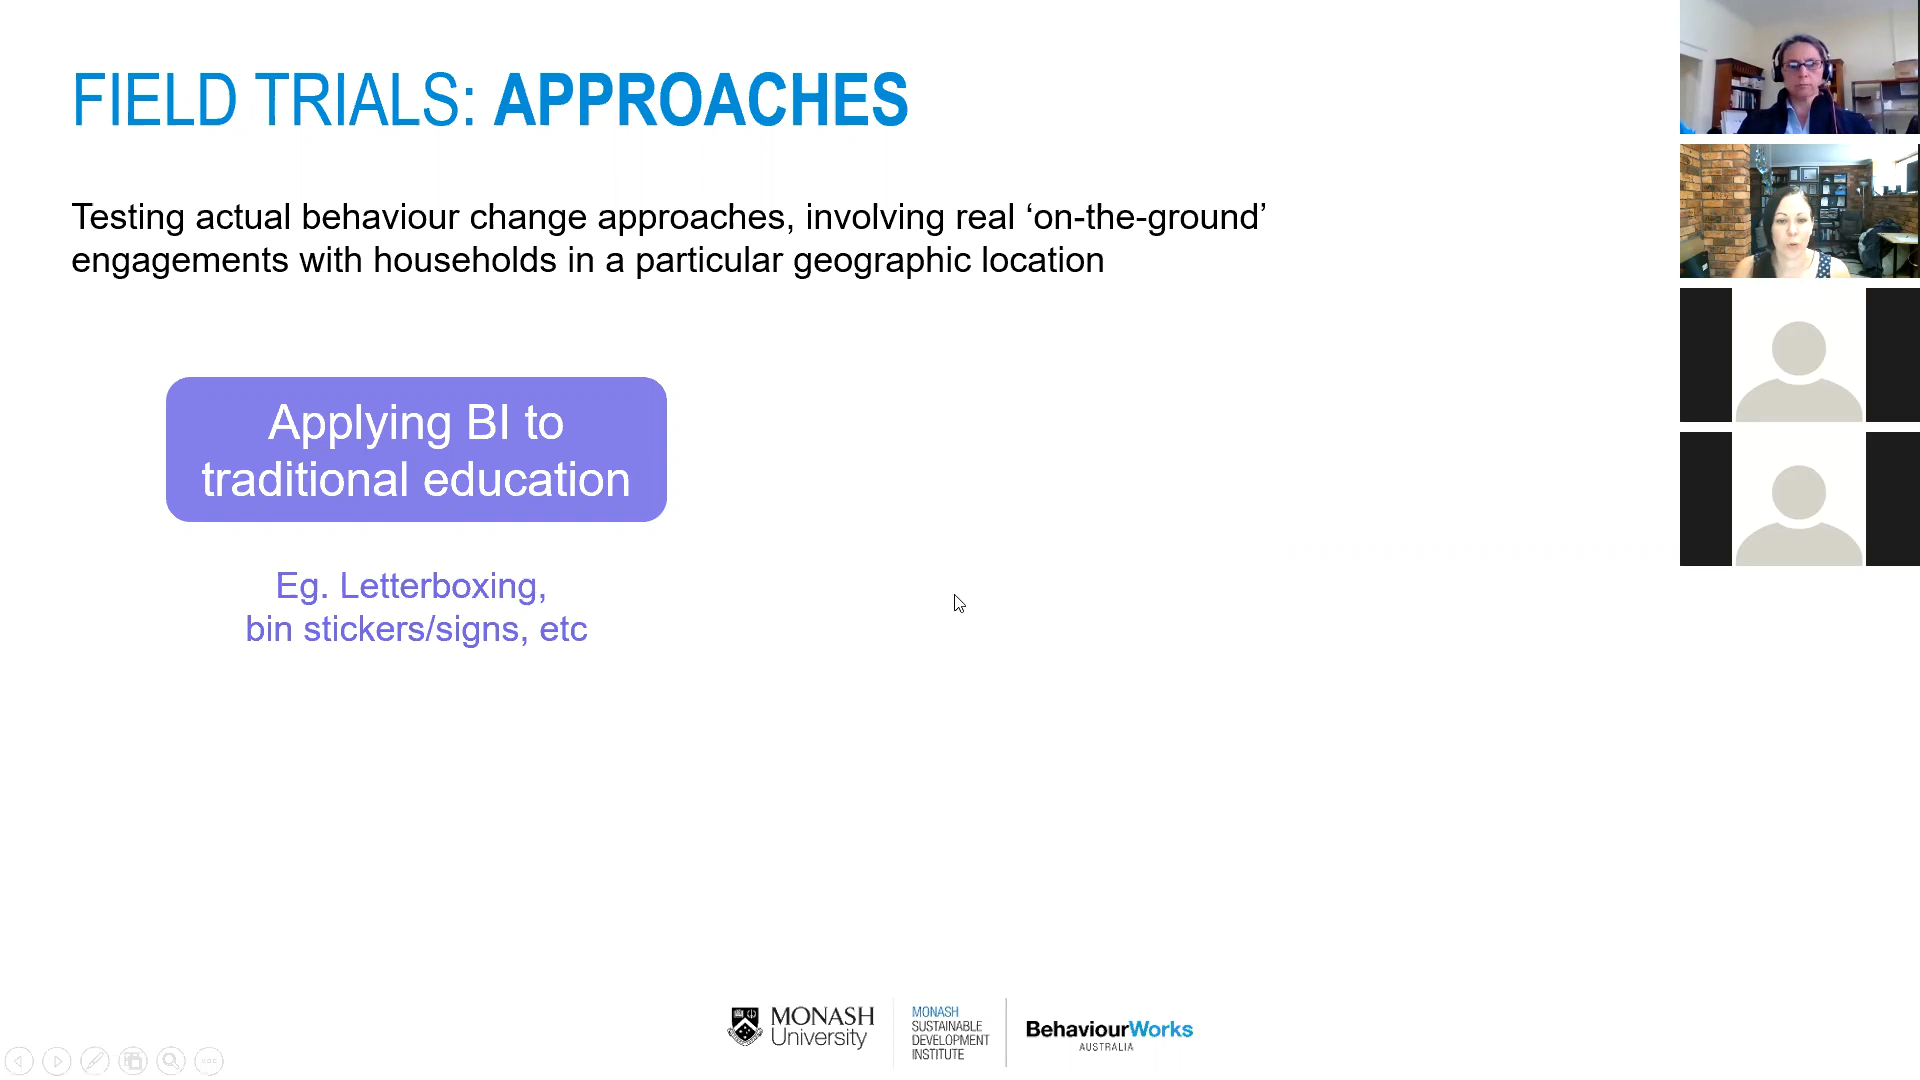 FIELD TRIALS: APPROACHES
Testing actual behaviour change approaches, involving real ‘on-the-ground’
engagements with households in a particular geographic location
Applying BI to
traditional education
Eg. Letterboxing,
bin stickers/signs, etc
MONASH
University
MONASH
SUSTAINABLE
DEVELOPMENT
INSTITUTE
BehaviourWorks
AUSTRALIA